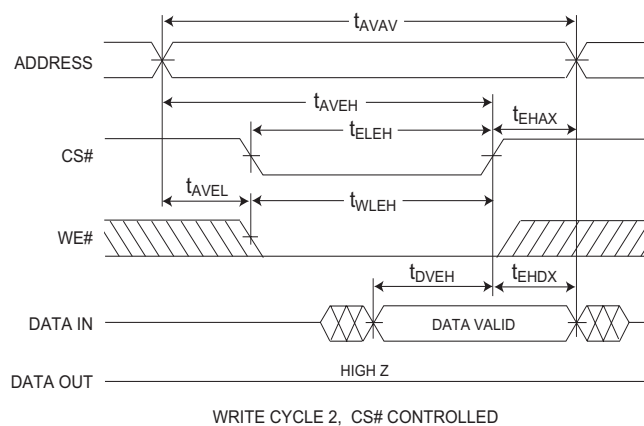 tAVAV
ADDRESS
tAVEH
tELEH
tEHAX
CS#
tAVEL
tWLEH
WE#
tDVEH
tEHDX
DATA IN
DATA VALID
DATA OUT
HIGH Z
WRITE CYCLE 2, CS# CONTROLLED